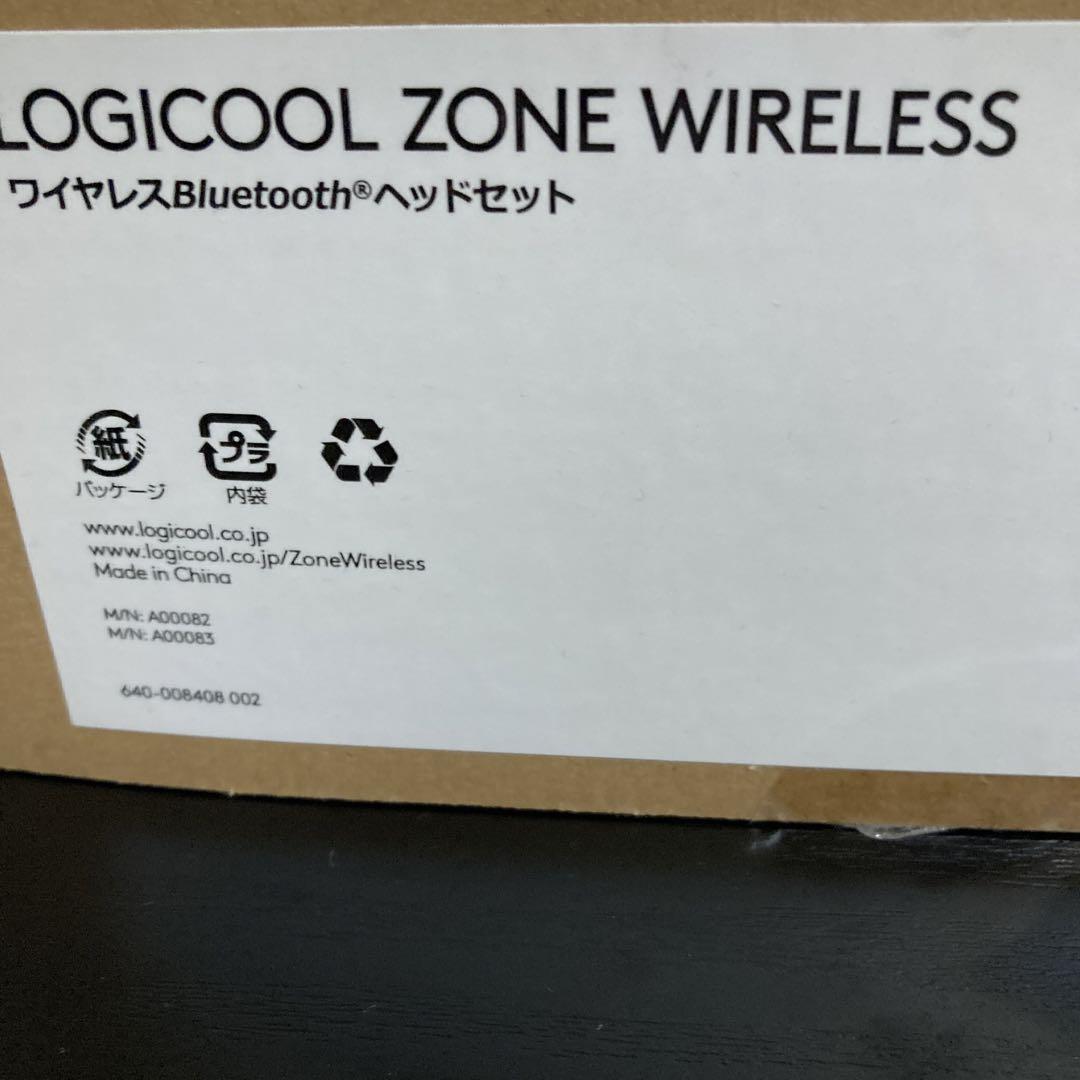 LOGICOOL ZONE WIRELESS
ワイヤレスBluetooth®ヘッドセット
紙
プラ
パッケージ
内袋
www.logicool.co.jp
www.logicool.co.jp/ZoneWireless
Made in China
M/N: A00082
M/N: A00083
640-008408 002